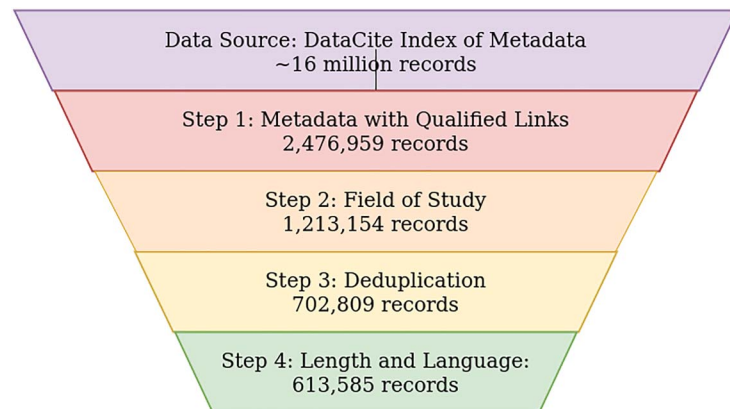 Data Source: DataCite Index of Metadata
~16 million records
Step 1: Metadata with Qualified Links
2,476,959 records
Step 2: Field of Study
1,213,154 records
Step 3: Deduplication
702,809 records
Step 4: Length and Language:
613,585 records